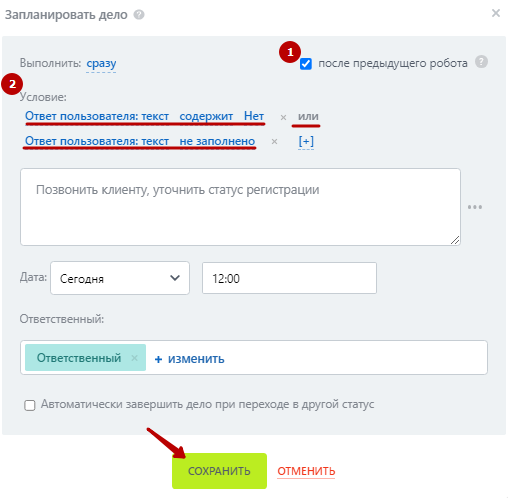 Запланировать дело ?
1
Выполнить: сразу после предыдущего робота ?
2
Условие:
Ответ пользователя: текст содержит Нет × или
Ответ пользователя: текст не заполнено × [+]
Позвонить клиенту, уточнить статус регистрации
Дата: Сегодня 12:00
Ответственный:
Ответственный × + изменить
Автоматически завершить дело при переходе в другой статус
СОХРАНИТЬ ОТМЕНИТЬ